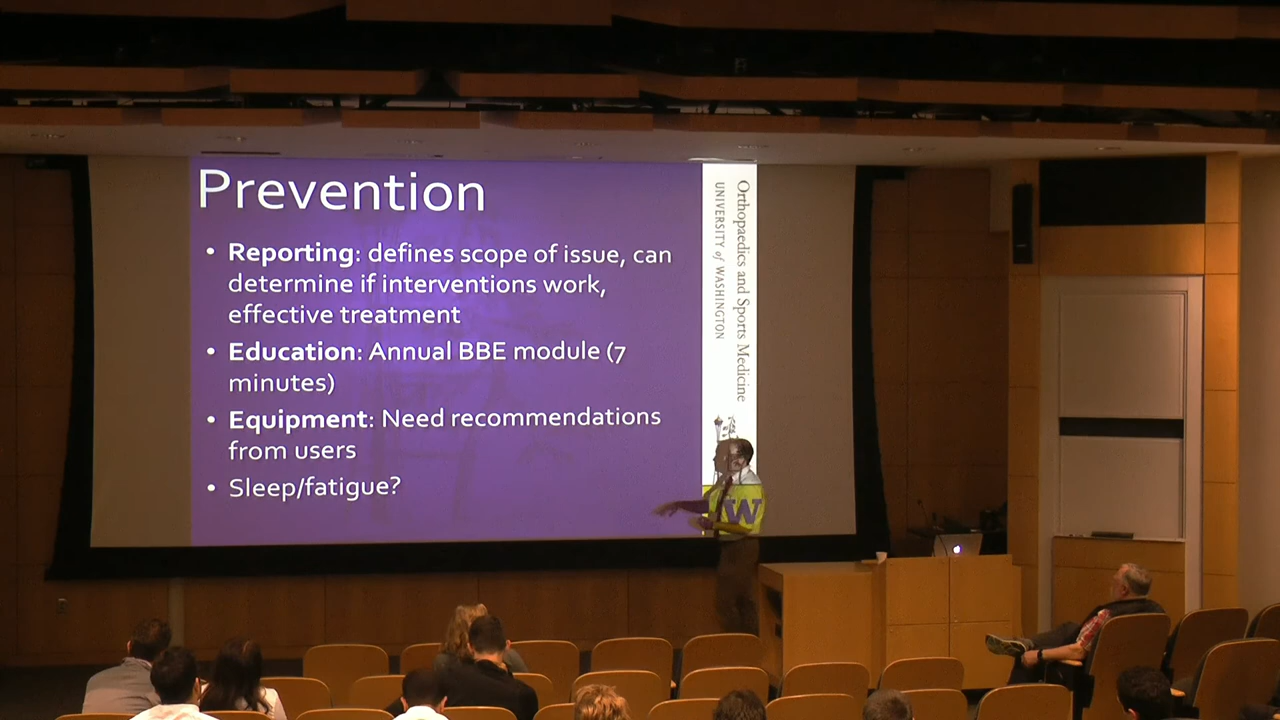 Prevention
• Reporting: defines scope of issue, can
determine if interventions work,
effective treatment
• Education: Annual BBE module (7
minutes)
• Equipment: Need recommendations
from users
• Sleep/fatigue?
Orthopaedics and Sports Medicine
UNIVERSITY of WASHINGTON
W